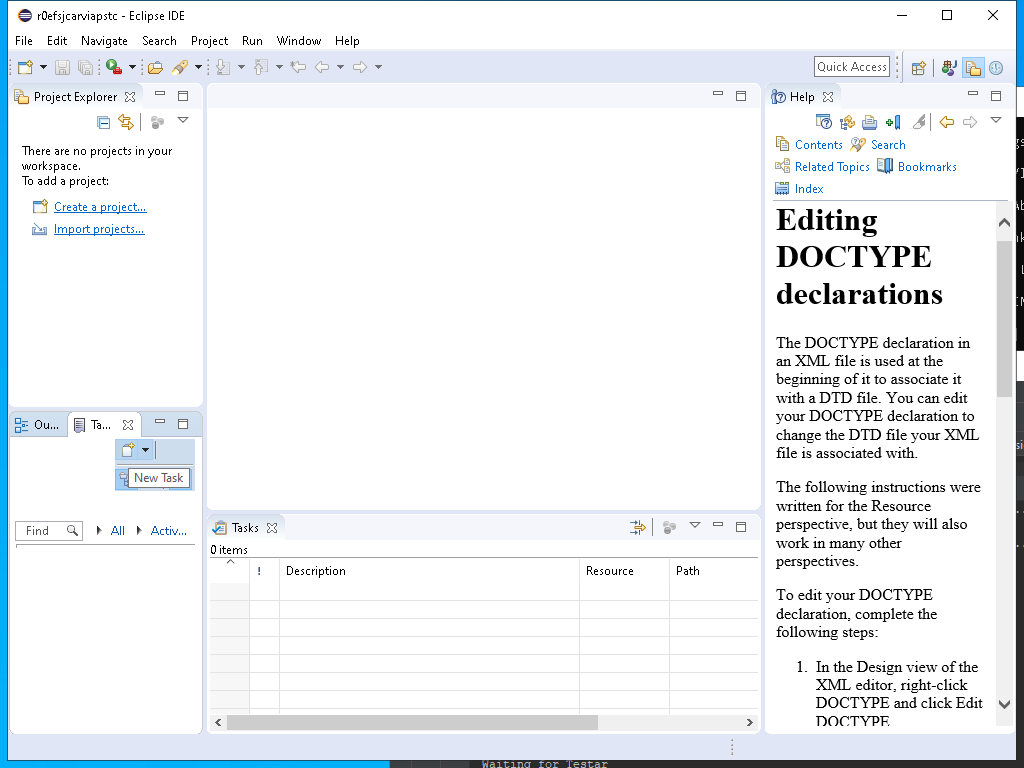 r0efsjcarviapstc - Eclipse IDE
File Edit Navigate Search Project Run Window Help
Quick Access
Project Explorer
There are no projects in your
workspace.
To add a project:
Create a project...
Import projects...
Ou...
Ta...
New Task
Find
All
Activ...
Tasks
0 items
! Description Resource Path
Help
Contents Search
Related Topics Bookmarks
Index
Editing
DOCTYPE
declarations
The DOCTYPE declaration in
an XML file is used at the
beginning of it to associate it
with a DTD file. You can edit
your DOCTYPE declaration to
change the DTD file your XML
file is associated with.
The following instructions were
written for the Resource
perspective, but they will also
work in many other
perspectives.
To edit your DOCTYPE
declaration, complete the
following steps:
1. In the Design view of the
XML editor, right-click
DOCTYPE and click Edit
DOCTYPE
Waiting for Testar